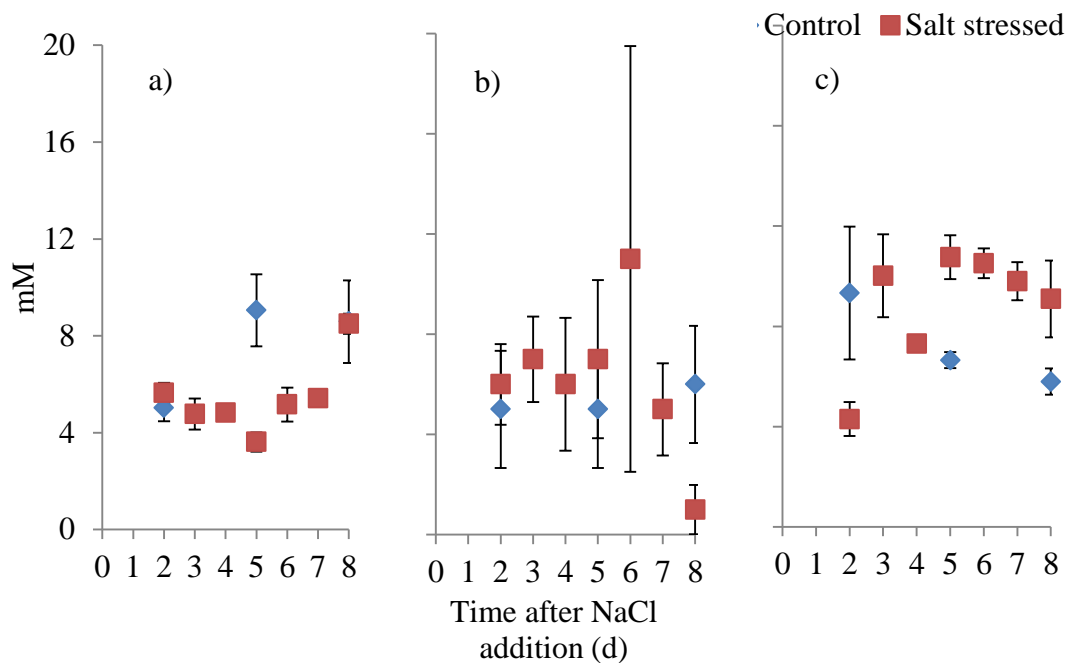 Control Salt stressed
20
16
12
8
4
0
mM
a)
b)
c)
0 1 2 3 4 5 6 7 8
0 1 2 3 4 5 6 7 8
0 1 2 3 4 5 6 7 8
Time after NaCl
addition (d)